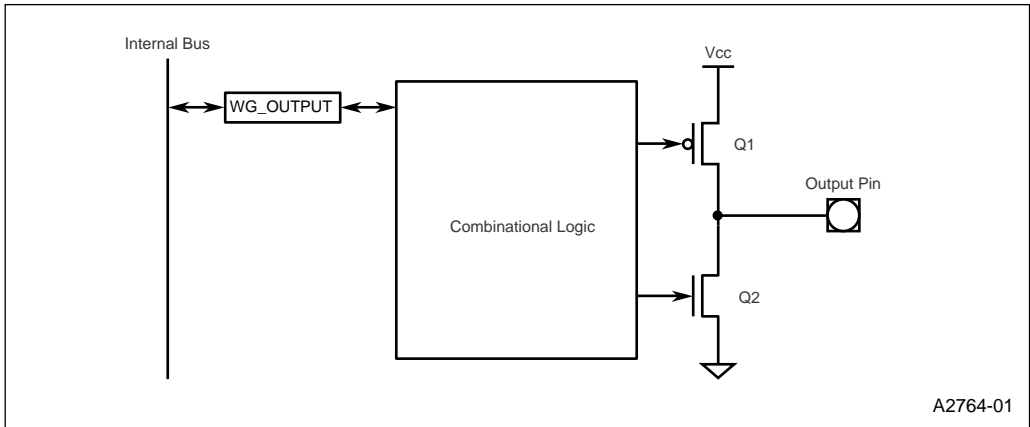 Internal Bus
WG_OUTPUT
Combinational Logic
Vcc
Q1
Output Pin
Q2
A2764-01